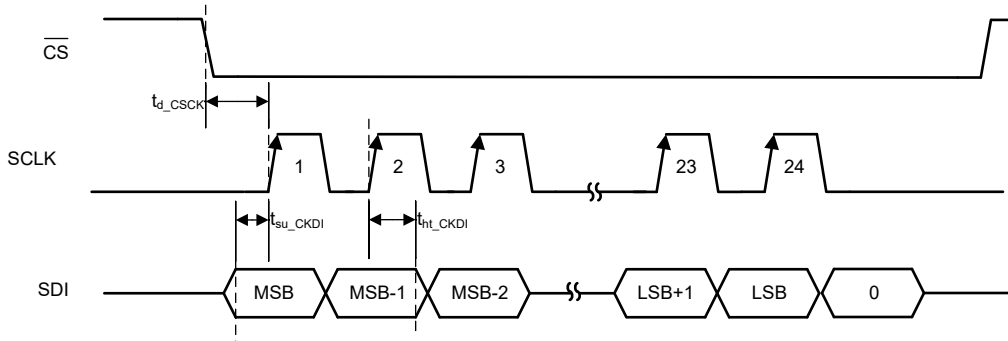 C̅S̅
t_d_CSCK
SCLK
1 2 3 23 24
t_su_CKDI t_ht_CKDI
SDI MSB MSB-1 MSB-2 LSB+1 LSB 0